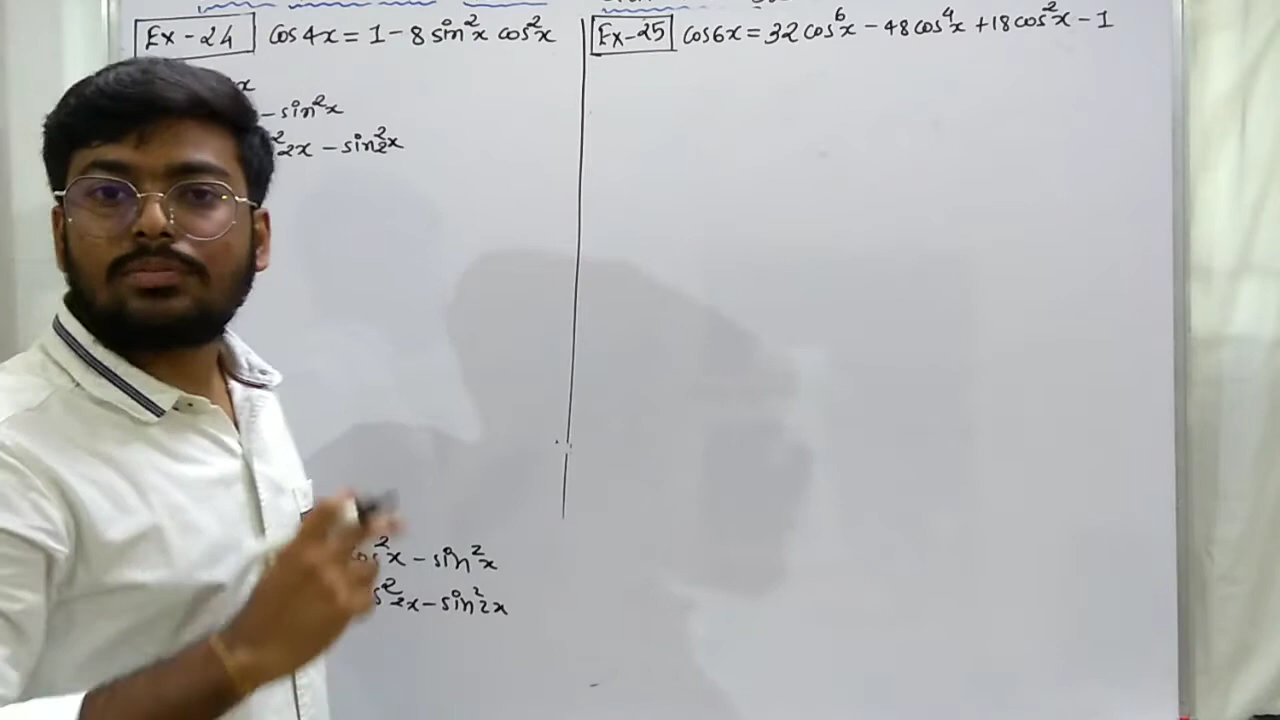 Ex-24 cos4x = 1 - 8 sin²x cos²x
x
- sin²x
²2x - sin²2x
cos²x - sin²x
s²2x - sin²2x
Ex-25 cos6x = 32cos⁶x - 48cos⁴x + 18cos²x - 1